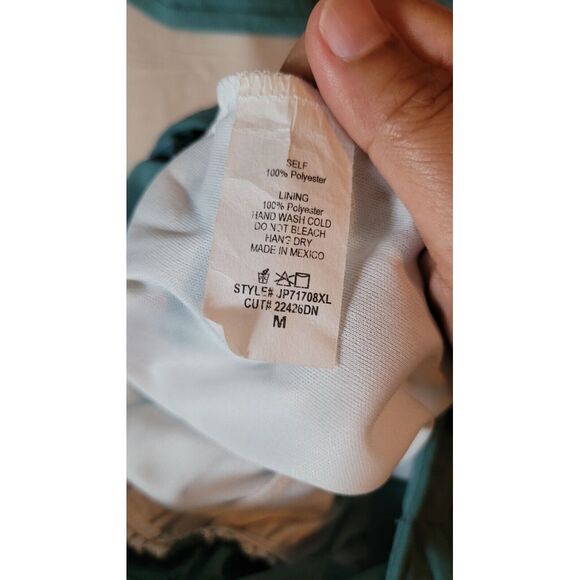 SELF
100% Polyester
LINING
100% Polyester
HAND WASH COLD
DO NOT BLEACH
HANG DRY
MADE IN MEXICO
STYLE# JP71708XL
CUT# 22426DN
M